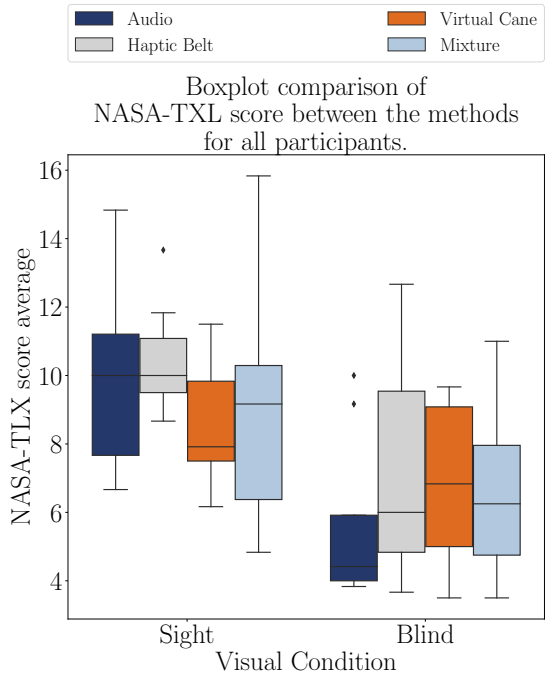 Audio
Haptic Belt
Virtual Cane
Mixture
Boxplot comparison of
NASA-TXL score between the methods
for all participants.
NASA-TLX score average
16
14
12
10
8
6
4
Sight
Blind
Visual Condition